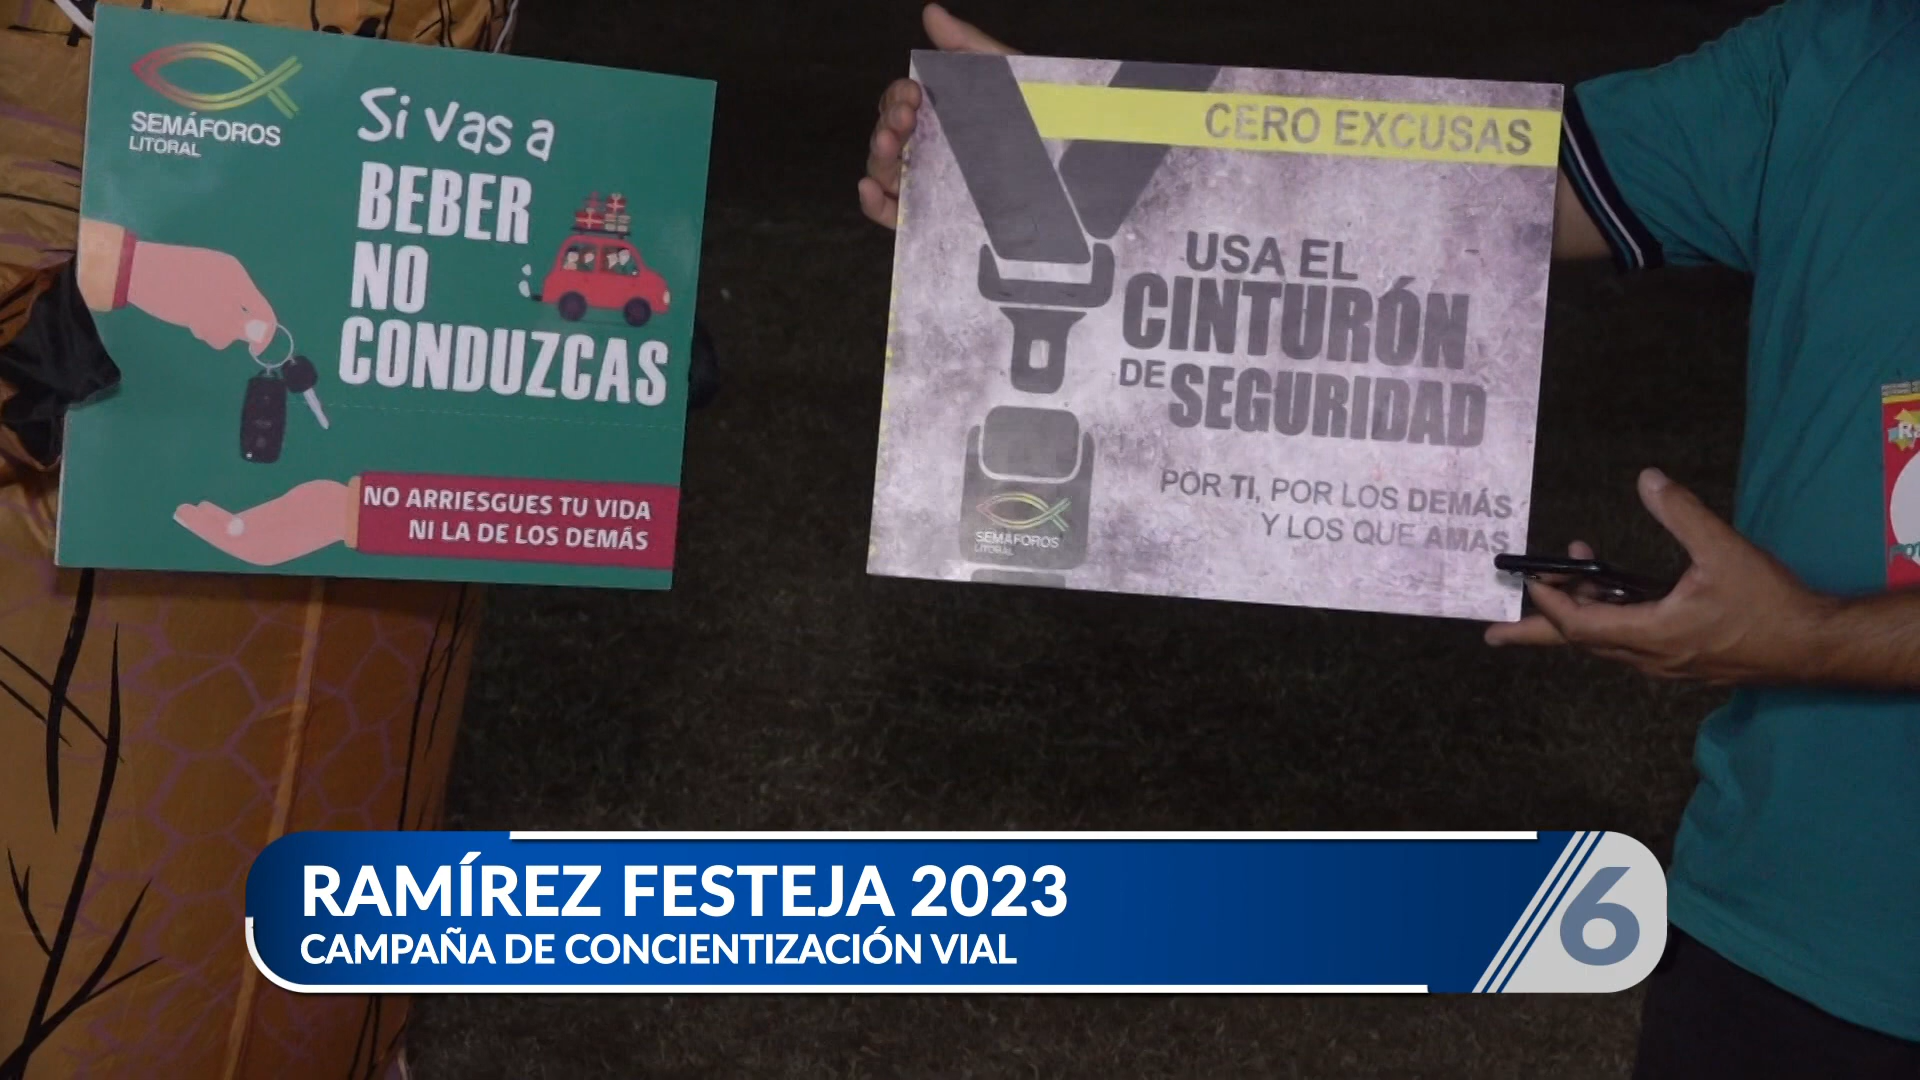 SEMÁFOROS
LITORAL
Si vas a
BEBER
NO
CONDUZCAS
NO ARRIESGUES TU VIDA
NI LA DE LOS DEMÁS
CERO EXCUSAS
USA EL
CINTURÓN
DE SEGURIDAD
POR TI, POR LOS DEMÁS
Y LOS QUE AMAS
SEMÁFOROS
LITORAL
RAMÍREZ FESTEJA 2023
CAMPAÑA DE CONCIENTIZACIÓN VIAL
6